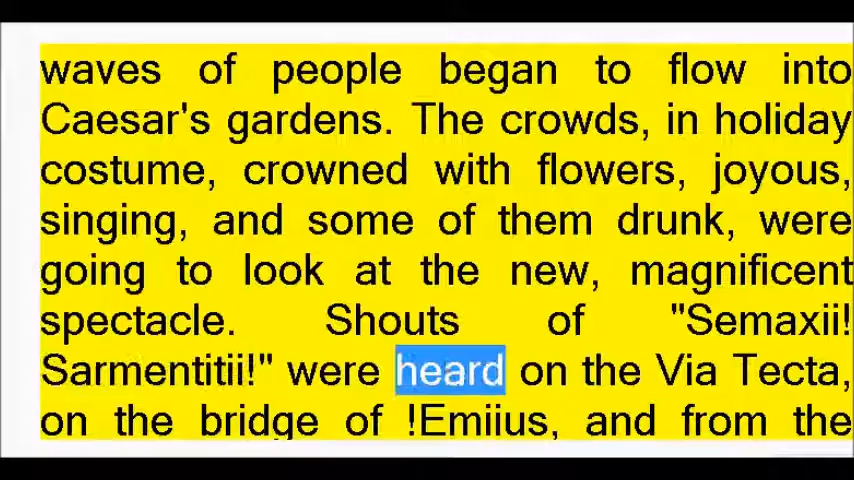 waves of people began to flow into
Caesar's gardens. The crowds, in holiday
costume, crowned with flowers, joyous,
singing, and some of them drunk, were
going to look at the new, magnificent
spectacle. Shouts of "Semaxii!
Sarmentitii!" were heard on the Via Tecta,
on the bridge of !Emiius, and from the